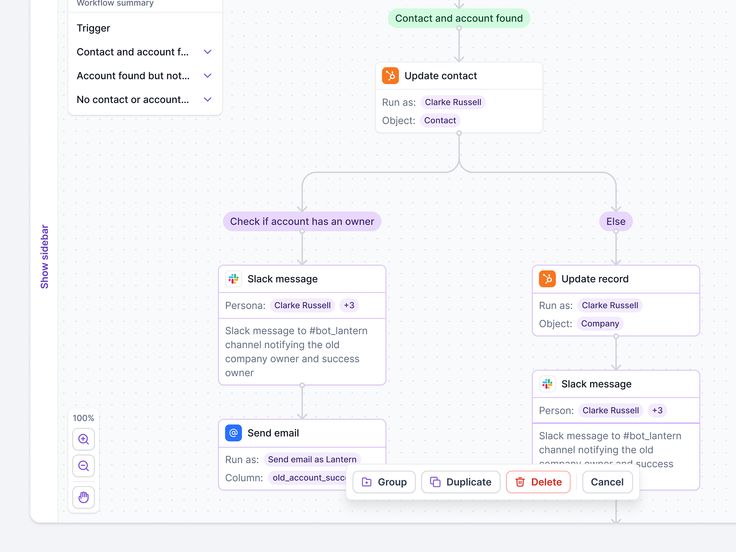 Workflow summary
Trigger
Contact and account f...
Account found but not...
No contact or account...
Show sidebar
100%
Contact and account found
Update contact
Run as: Clarke Russell
Object: Contact
Check if account has an owner
Else
Slack message
Persona: Clarke Russell +3
Slack message to #bot_lantern
channel notifying the old
company owner and success
owner
Send email
Run as: Send email as Lantern
Column: old_account_succ
Update record
Run as: Clarke Russell
Object: Company
Slack message
Person: Clarke Russell +3
Slack message to #bot_lantern
channel notifying the old
company owner and success
Group
Duplicate
Delete
Cancel